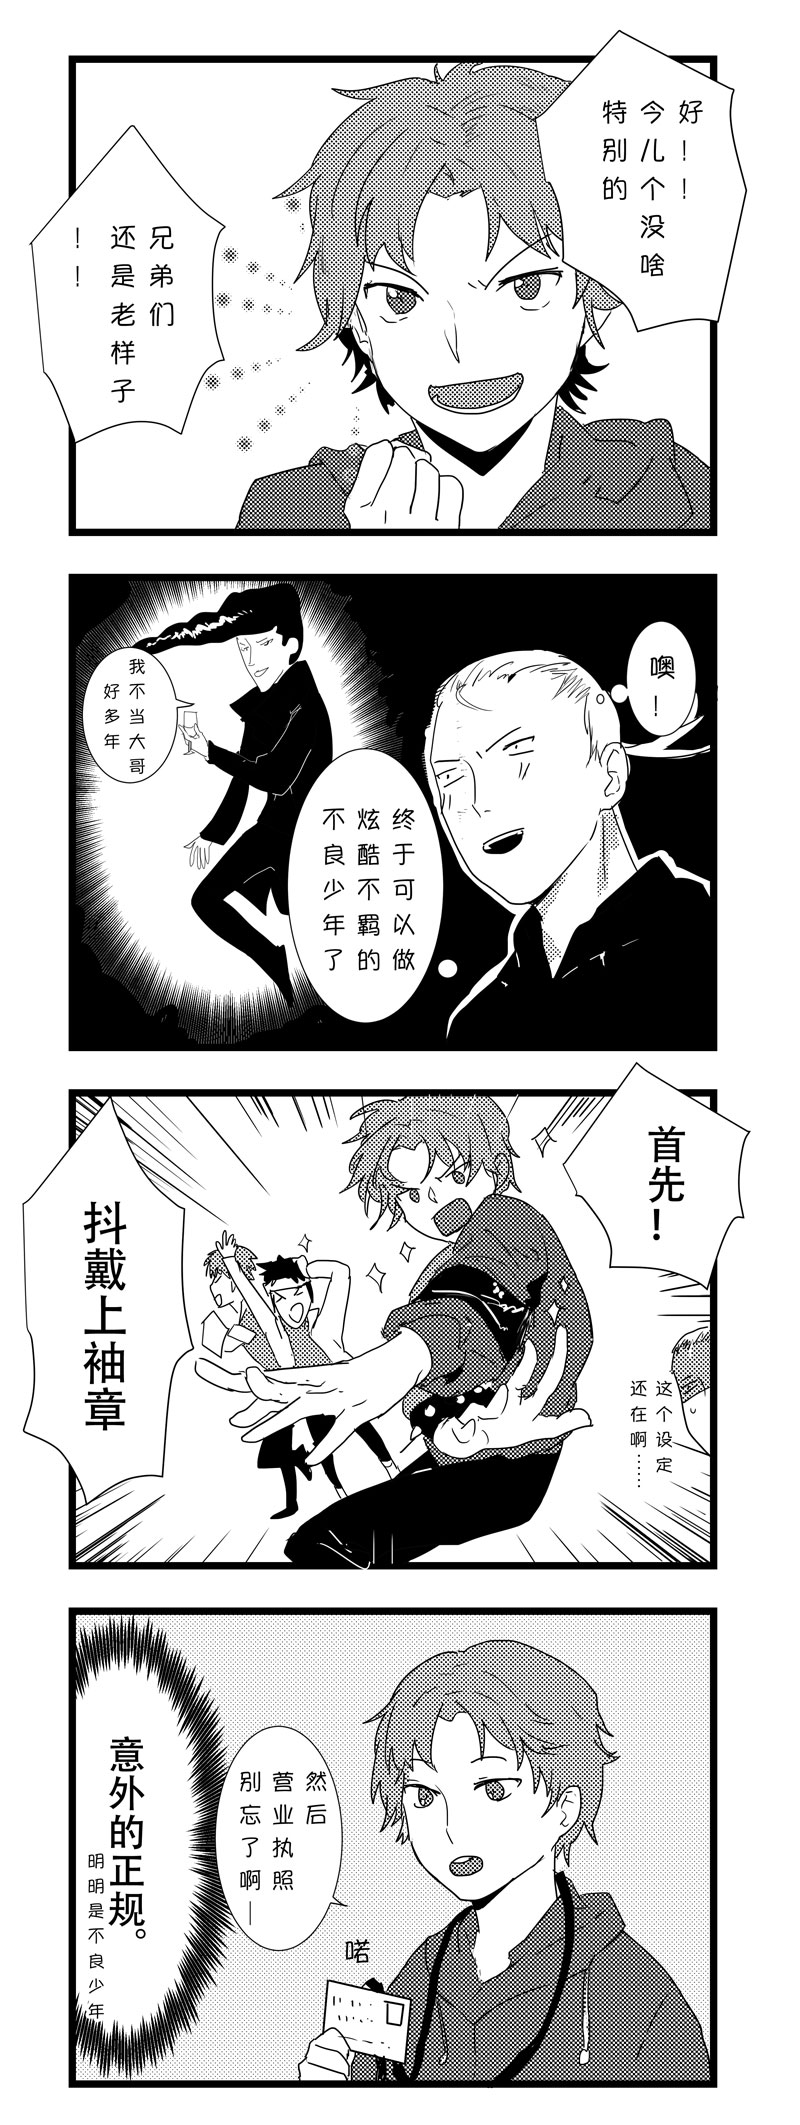 好！！
今儿个没啥
特别的
兄弟们
还是老样子
！！
噢！
终于可以做
炫酷不羁的
不良少年了
我不当大哥
好多年
首先！
抖戴上袖章
这个设定
还在啊……
然后
营业执照
别忘了啊—
喏
意外的正规。
明明是不良少年